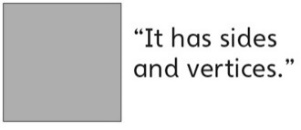 “It has sides
and vertices.”